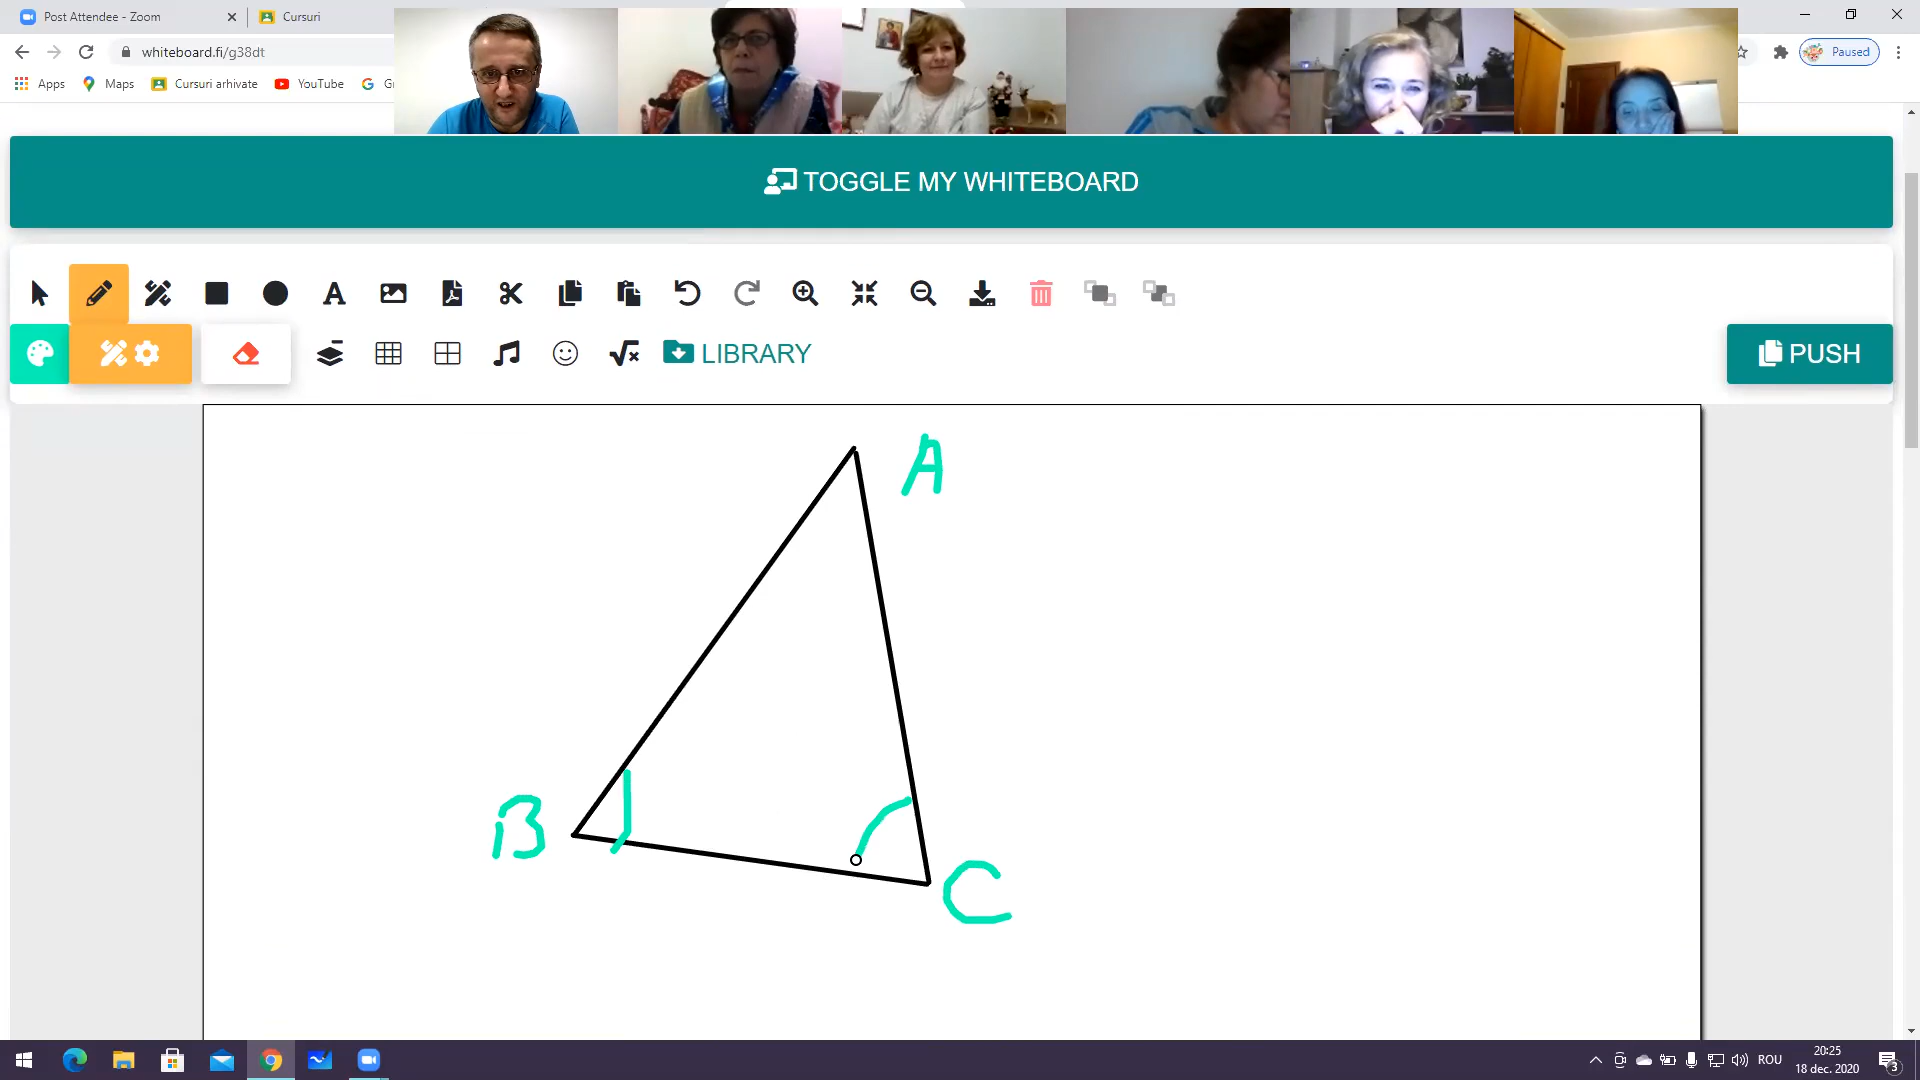 Post Attendee - Zoom
Cursuri
whiteboard.fi/g38dt
Paused
Apps
Maps
Cursuri arhivate
YouTube
G
TOGGLE MY WHITEBOARD
LIBRARY
PUSH
A
B
C
ROU
20:25
18 dec. 2020
3